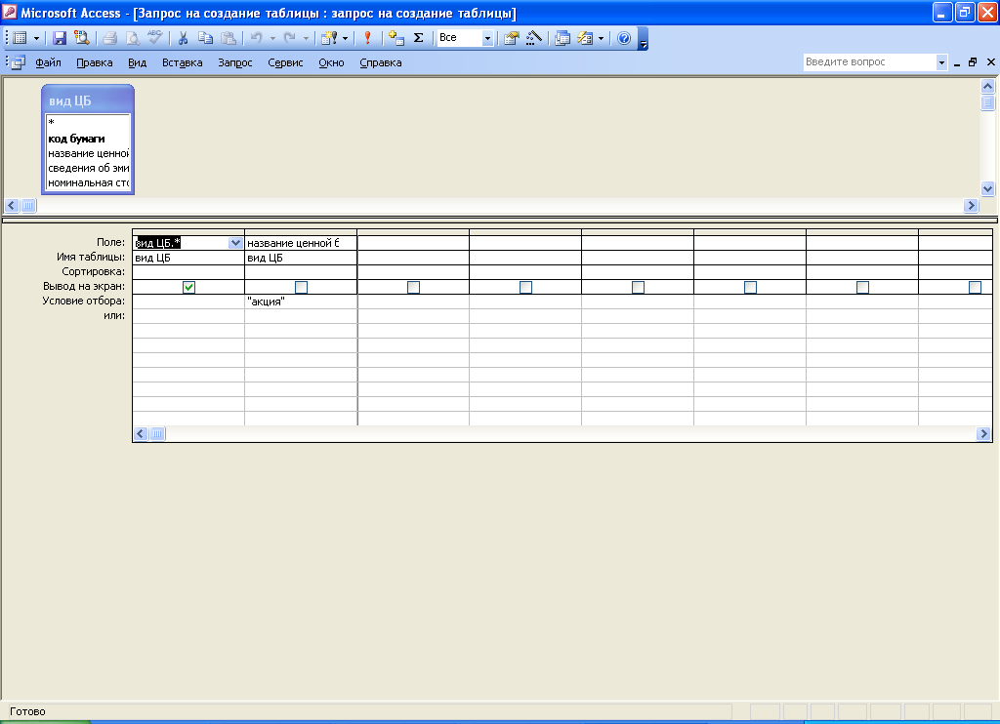 Microsoft Access - [Запрос на создание таблицы : запрос на создание таблицы]
Все
Файл Правка Вид Вставка Запрос Сервис Окно Справка Введите вопрос
вид ЦБ
*
код бумаги
название ценной
сведения об эми
номинальная сто
Поле: вид ЦБ.* название ценной б
Имя таблицы: вид ЦБ вид ЦБ
Сортировка:
Вывод на экран:
Условие отбора: "акция"
или:
Готово